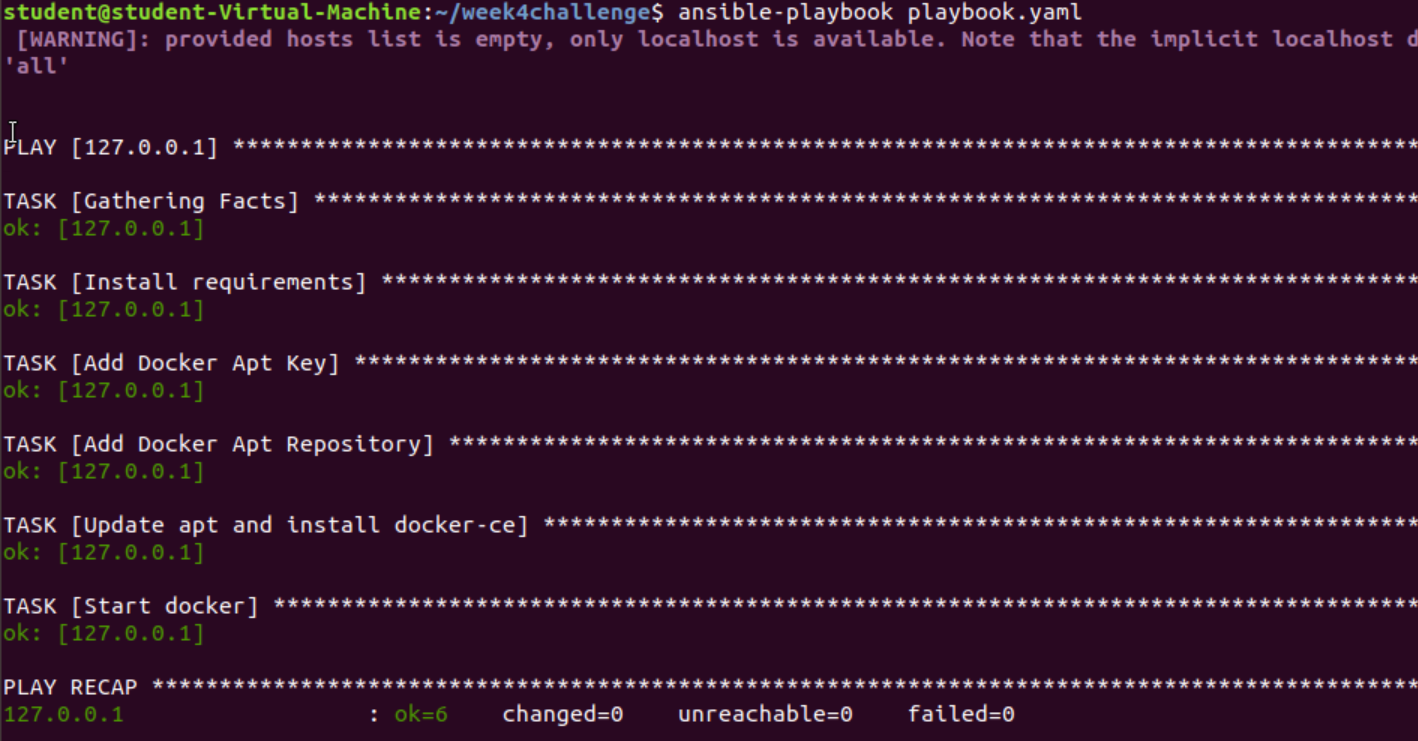 student@student-Virtual-Machine:~/week4challenge$ ansible-playbook playbook.yaml
 [WARNING]: provided hosts list is empty, only localhost is available. Note that the implicit localhost d
'all'
PLAY [127.0.0.1] ****************************************************************************************
TASK [Gathering Facts] **********************************************************************************
ok: [127.0.0.1]
TASK [Install requirements] *****************************************************************************
ok: [127.0.0.1]
TASK [Add Docker Apt Key] *******************************************************************************
ok: [127.0.0.1]
TASK [Add Docker Apt Repository] ************************************************************************
ok: [127.0.0.1]
TASK [Update apt and install docker-ce] *****************************************************************
ok: [127.0.0.1]
TASK [Start docker] *************************************************************************************
ok: [127.0.0.1]
PLAY RECAP **********************************************************************************************
127.0.0.1                  : ok=6    changed=0    unreachable=0    failed=0